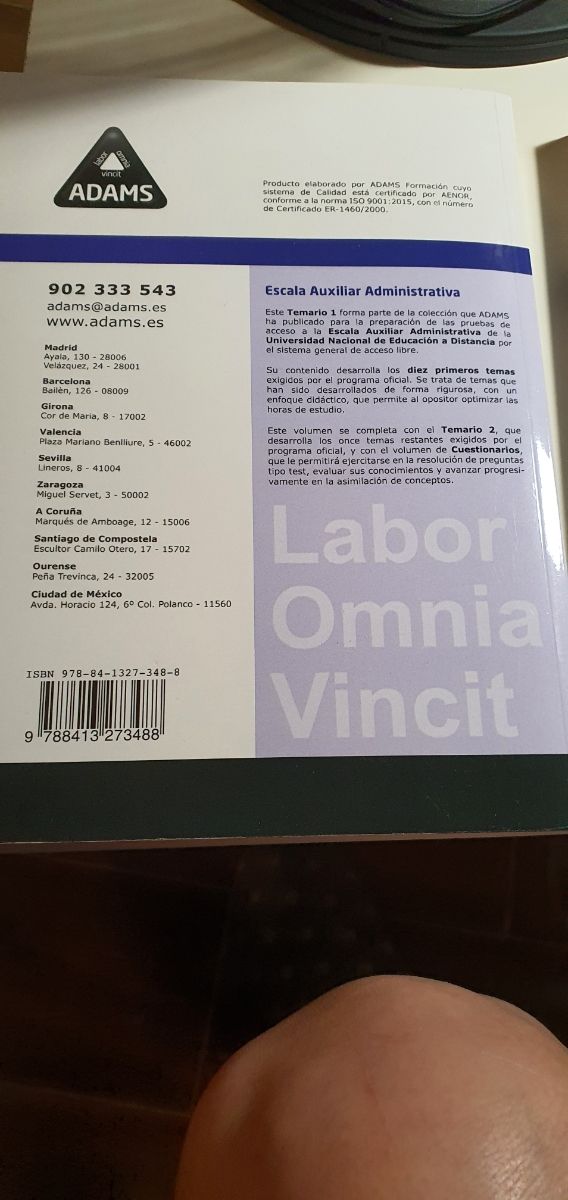 labor omnia
vincit
ADAMS
Producto elaborado por ADAMS Formación cuyo
sistema de Calidad está certificado por AENOR,
conforme a la norma ISO 9001:2015, con el número
de Certificado ER-1460/2000.
902 333 543
adams@adams.es
www.adams.es
Madrid
Ayala, 130 - 28006
Velázquez, 24 - 28001
Barcelona
Bailèn, 126 - 08009
Girona
Cor de Maria, 8 - 17002
Valencia
Plaza Mariano Benlliure, 5 - 46002
Sevilla
Lineros, 8 - 41004
Zaragoza
Miguel Servet, 3 - 50002
A Coruña
Marqués de Amboage, 12 - 15006
Santiago de Compostela
Escultor Camilo Otero, 17 - 15702
Ourense
Peña Trevinca, 24 - 32005
Ciudad de México
Avda. Horacio 124, 6º Col. Polanco - 11560
ISBN 978-84-1327-348-8
9 788413 273488
Escala Auxiliar Administrativa
Este Temario 1 forma parte de la colección que ADAMS
ha publicado para la preparación de las pruebas de
acceso a la Escala Auxiliar Administrativa de la
Universidad Nacional de Educación a Distancia por
el sistema general de acceso libre.
Su contenido desarrolla los diez primeros temas
exigidos por el programa oficial. Se trata de temas que
han sido desarrollados de forma rigurosa, con un
enfoque didáctico, que permite al opositor optimizar las
horas de estudio.
Este volumen se completa con el Temario 2, que
desarrolla los once temas restantes exigidos por el
programa oficial, y con el volumen de Cuestionarios,
que le permitirá ejercitarse en la resolución de preguntas
tipo test, evaluar sus conocimientos y avanzar progresi-
vamente en la asimilación de conceptos.
Labor
Omnia
Vincit